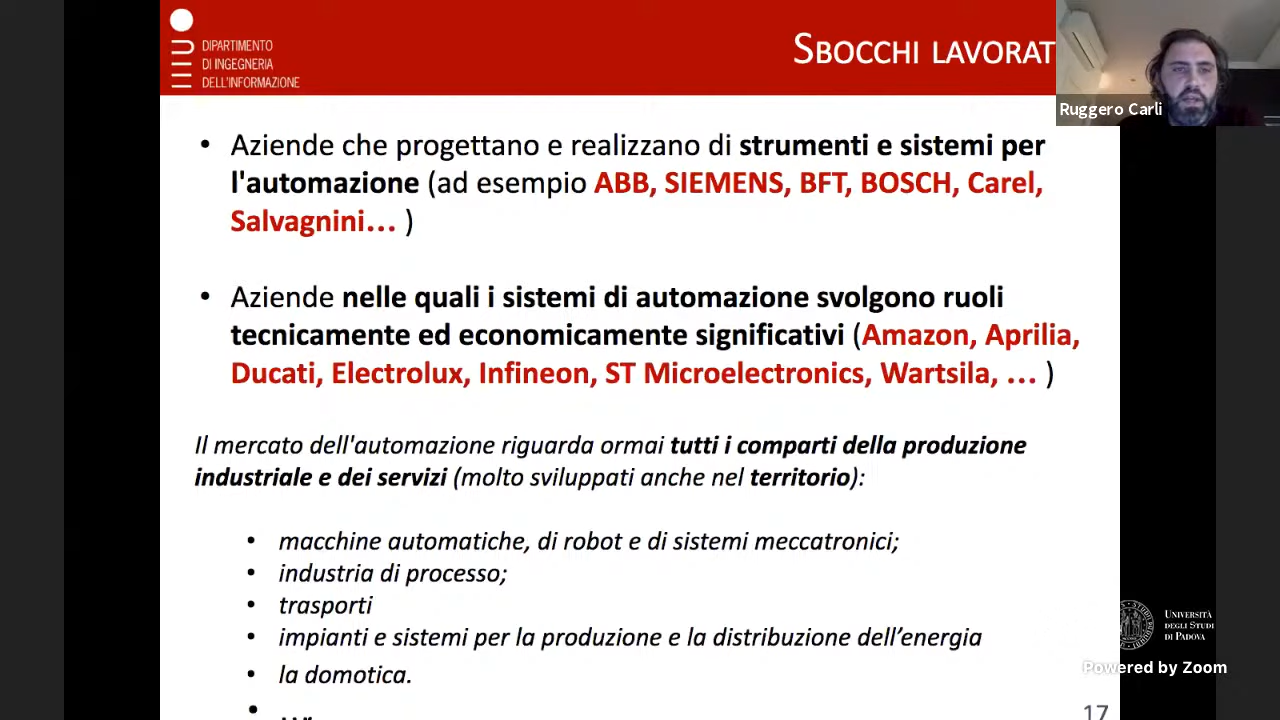 DIPARTIMENTO
DI INGEGNERIA
DELL'INFORMAZIONE
SBOCCHI LAVORAT
Ruggero Carli
• Aziende che progettano e realizzano di strumenti e sistemi per
l'automazione (ad esempio ABB, SIEMENS, BFT, BOSCH, Carel,
Salvagnini... )
• Aziende nelle quali i sistemi di automazione svolgono ruoli
tecnicamente ed economicamente significativi (Amazon, Aprilia,
Ducati, Electrolux, Infineon, ST Microelectronics, Wartsila, ... )
Il mercato dell'automazione riguarda ormai tutti i comparti della produzione
industriale e dei servizi (molto sviluppati anche nel territorio):
• macchine automatiche, di robot e di sistemi meccatronici;
• industria di processo;
• trasporti
• impianti e sistemi per la produzione e la distribuzione dell’energia
• la domotica.
UNIVERSITÀ
DEGLI STUDI
DI PADOVA
Powered by Zoom
17